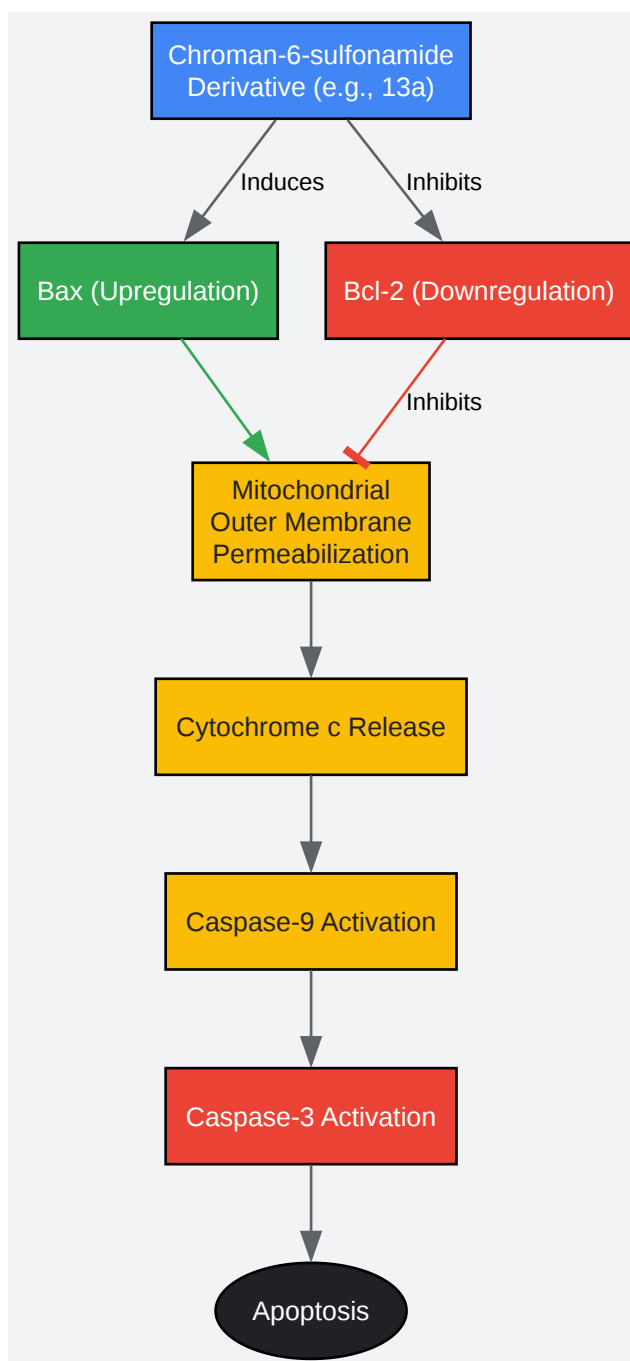 Chroman-6-sulfonamide
Derivative (e.g., 13a)
Induces
Inhibits
Bax (Upregulation)
Bcl-2 (Downregulation)
Inhibits
Mitochondrial
Outer Membrane
Permeabilization
Cytochrome c Release
Caspase-9 Activation
Caspase-3 Activation
Apoptosis